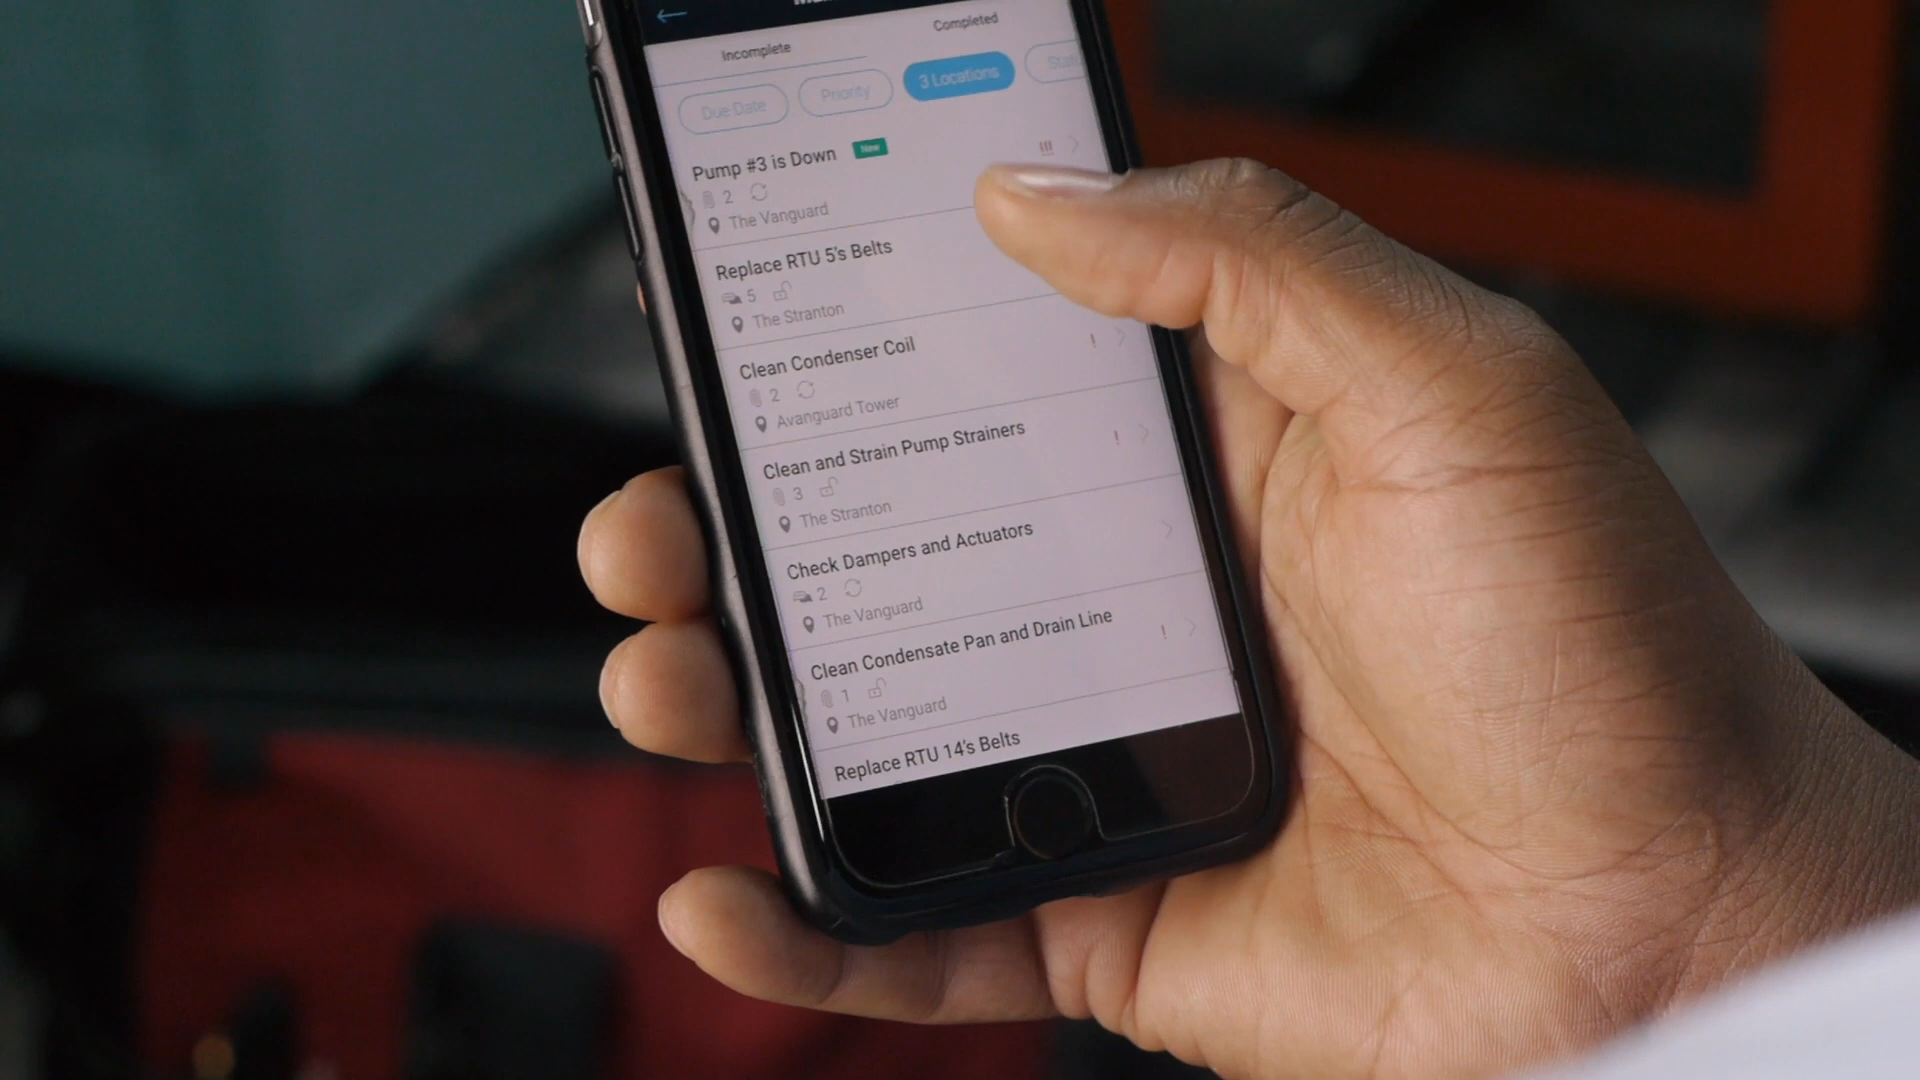 Incomplete
Completed
Due Date
Priority
3 Locations
Pump #3 is Down New
2
The Vanguard
Replace RTU 5's Belts
5
The Stranton
Clean Condenser Coil
2
Avanguard Tower
Clean and Strain Pump Strainers
3
The Stranton
Check Dampers and Actuators
2
The Vanguard
Clean Condensate Pan and Drain Line
1
The Vanguard
Replace RTU 14's Belts